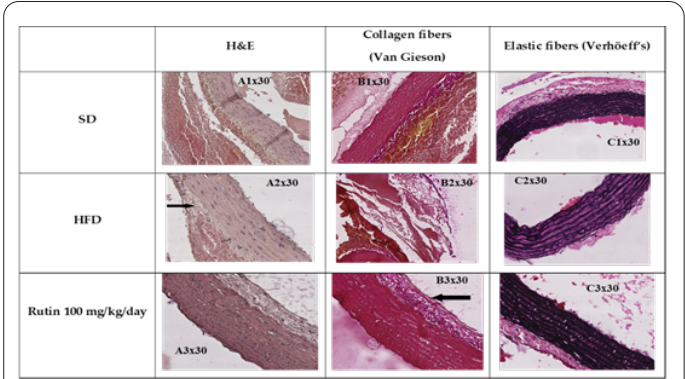 H&E
Collagen fibers
(Van Gieson)
Elastic fibers (Verhöeff's)
SD
A1x30
B1x30
C1x30
HFD
A2x30
B2x30
C2x30
Rutin 100 mg/kg/day
A3x30
B3x30
C3x30